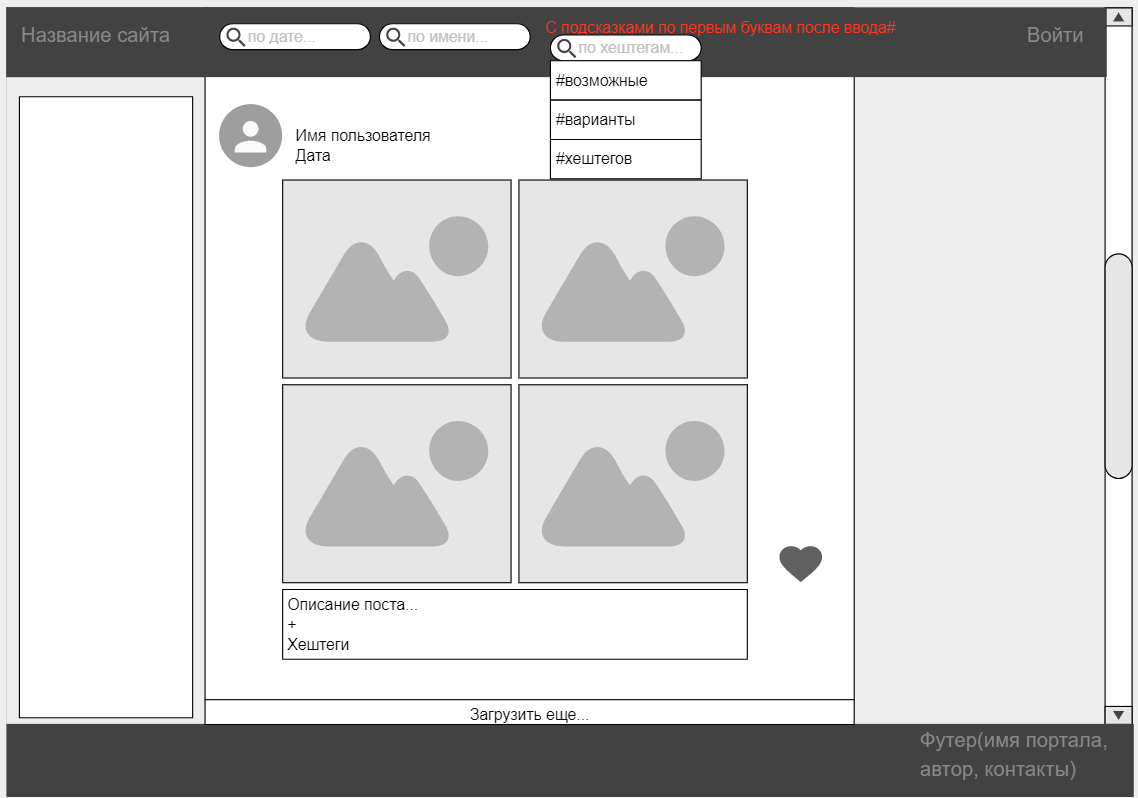 Название сайта
по дате...
по имени...
С подсказками по первым буквам после ввода#
по хештегам...
Войти
#возможные
#варианты
#хештегов
Имя пользователя
Дата
Описание поста...
+
Хештеги
Загрузить еще...
Футер(имя портала,
автор, контакты)